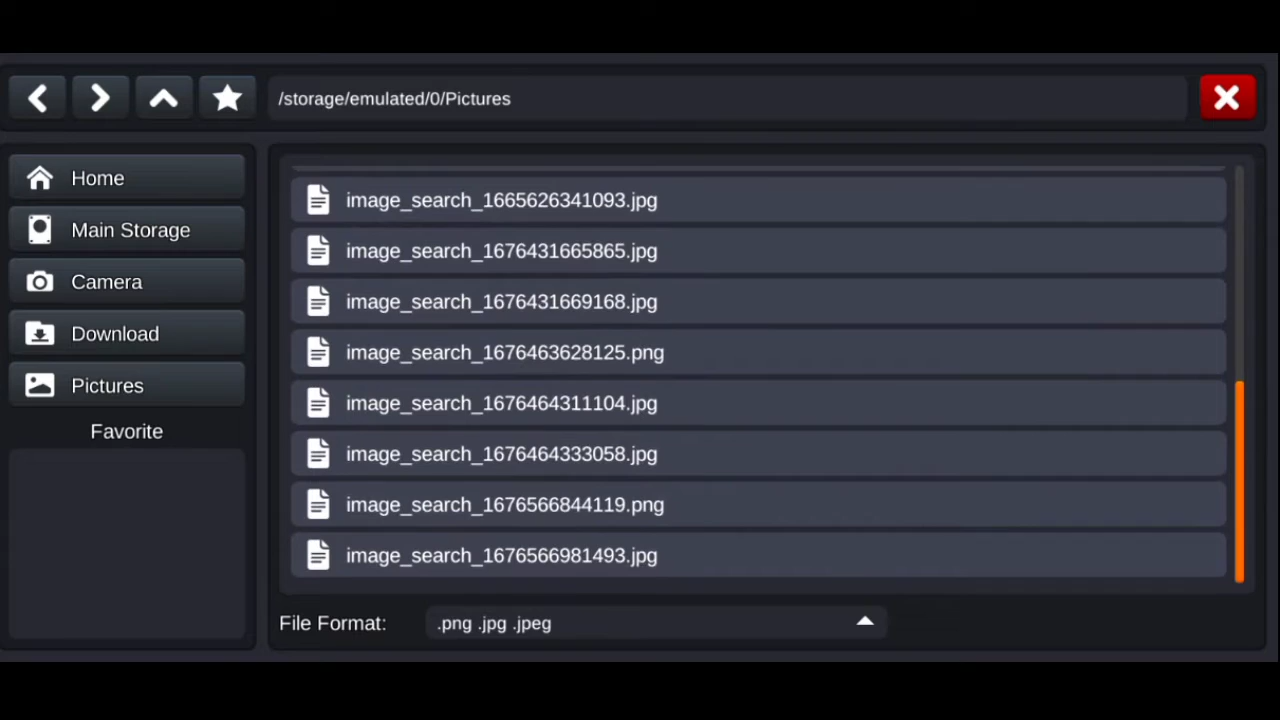 /storage/emulated/0/Pictures
Home
Main Storage
Camera
Download
Pictures
Favorite
image_search_1665626341093.jpg
image_search_1676431665865.jpg
image_search_1676431669168.jpg
image_search_1676463628125.png
image_search_1676464311104.jpg
image_search_1676464333058.jpg
image_search_1676566844119.png
image_search_1676566981493.jpg
File Format: .png .jpg .jpeg